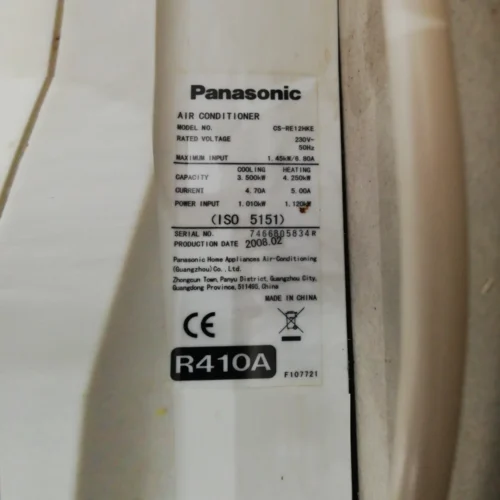 Panasonic
AIR CONDITIONER
MODEL NO. CS-RE12HKE
RATED VOLTAGE 230V~
50Hz
MAXIMUM INPUT 1.45kW/6.80A
COOLING HEATING
CAPACITY 3.500kW 4.250kW
CURRENT 4.70A 5.00A
POWER INPUT 1.010kW 1.120kW
(ISO 5151)
SERIAL NO. 7466805834#
PRODUCTION DATE 2008.02
Panasonic Home Appliances Air-Conditioning
(Guangzhou) Co., Ltd.
Zhongcun Town, Panyu District, Guangzhou City,
Guangdong Province, 511495, China
MADE IN CHINA
CE
R410A
F107721